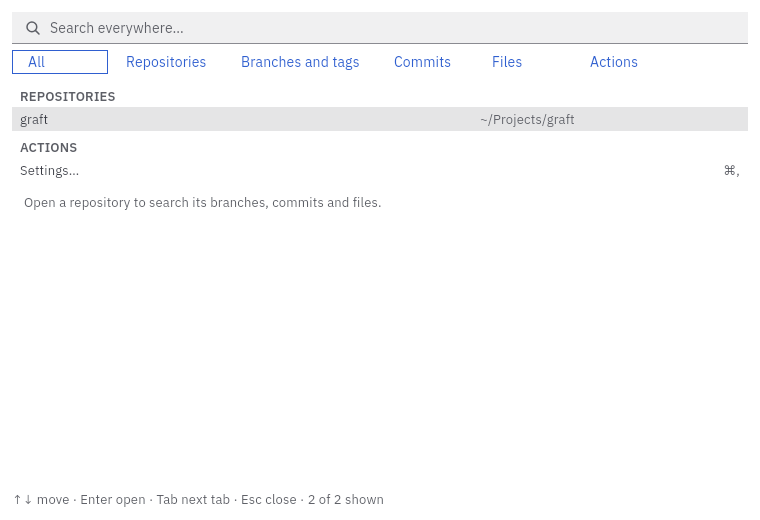 Search everywhere...
All Repositories Branches and tags Commits Files Actions
REPOSITORIES
graft ~/Projects/graft
ACTIONS
Settings... ⌘,
Open a repository to search its branches, commits and files.
↑↓ move · Enter open · Tab next tab · Esc close · 2 of 2 shown